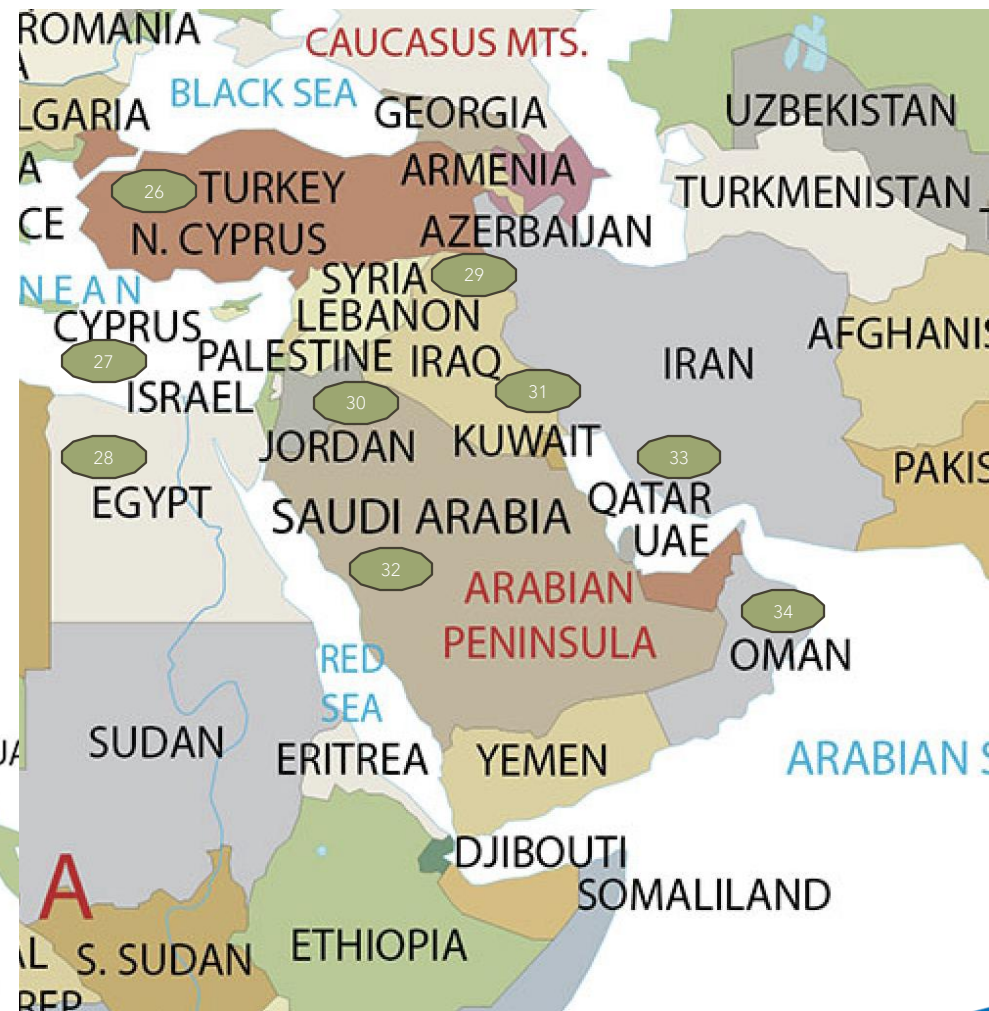 ROMANIA
CAUCASUS MTS.
BLACK SEA
LGARIA
GEORGIA
UZBEKISTAN
A
ARMENIA
26
TURKEY
TURKMENISTAN
CE
N. CYPRUS
AZERBAIJAN
SYRIA
29
NEAN
LEBANON
CYPRUS
AFGHANIS
27
PALESTINE
IRAQ
IRAN
ISRAEL
30
31
JORDAN
KUWAIT
28
33
PAKIS
EGYPT
QATAR
SAUDI ARABIA
UAE
32
ARABIAN
PENINSULA
34
OMAN
RED
SEA
SUDAN
ERITREA
YEMEN
ARABIAN S
DJIBOUTI
A
SOMALILAND
AL
S. SUDAN
ETHIOPIA
REP